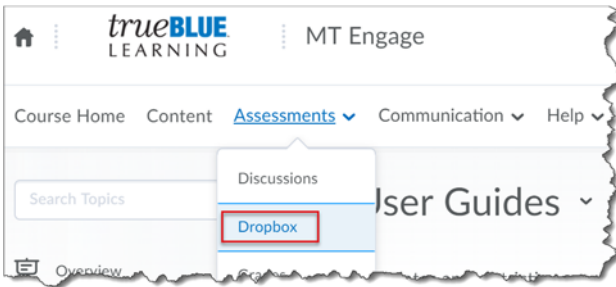 trueBLUE
LEARNING
MT Engage
Course Home Content Assessments Communication Help
Search Topics
Discussions
User Guides
Dropbox
Overview